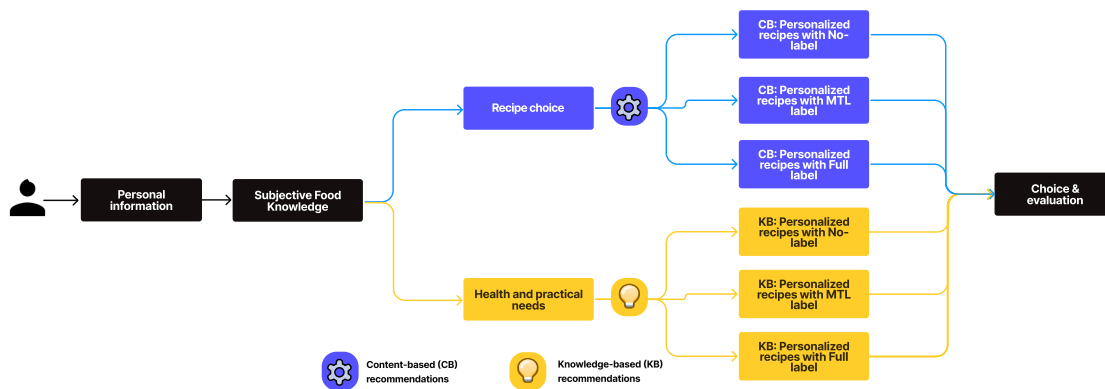 Personal
information
Subjective Food
Knowledge
Recipe choice
CB: Personalized
recipes with No-
label
CB: Personalized
recipes with MTL
label
CB: Personalized
recipes with Full
label
Health and practical
needs
KB: Personalized
recipes with No-
label
KB: Personalized
recipes with MTL
label
KB: Personalized
recipes with Full
label
Choice &
evaluation
Content-based (CB)
recommendations
Knowledge-based (KB)
recommendations